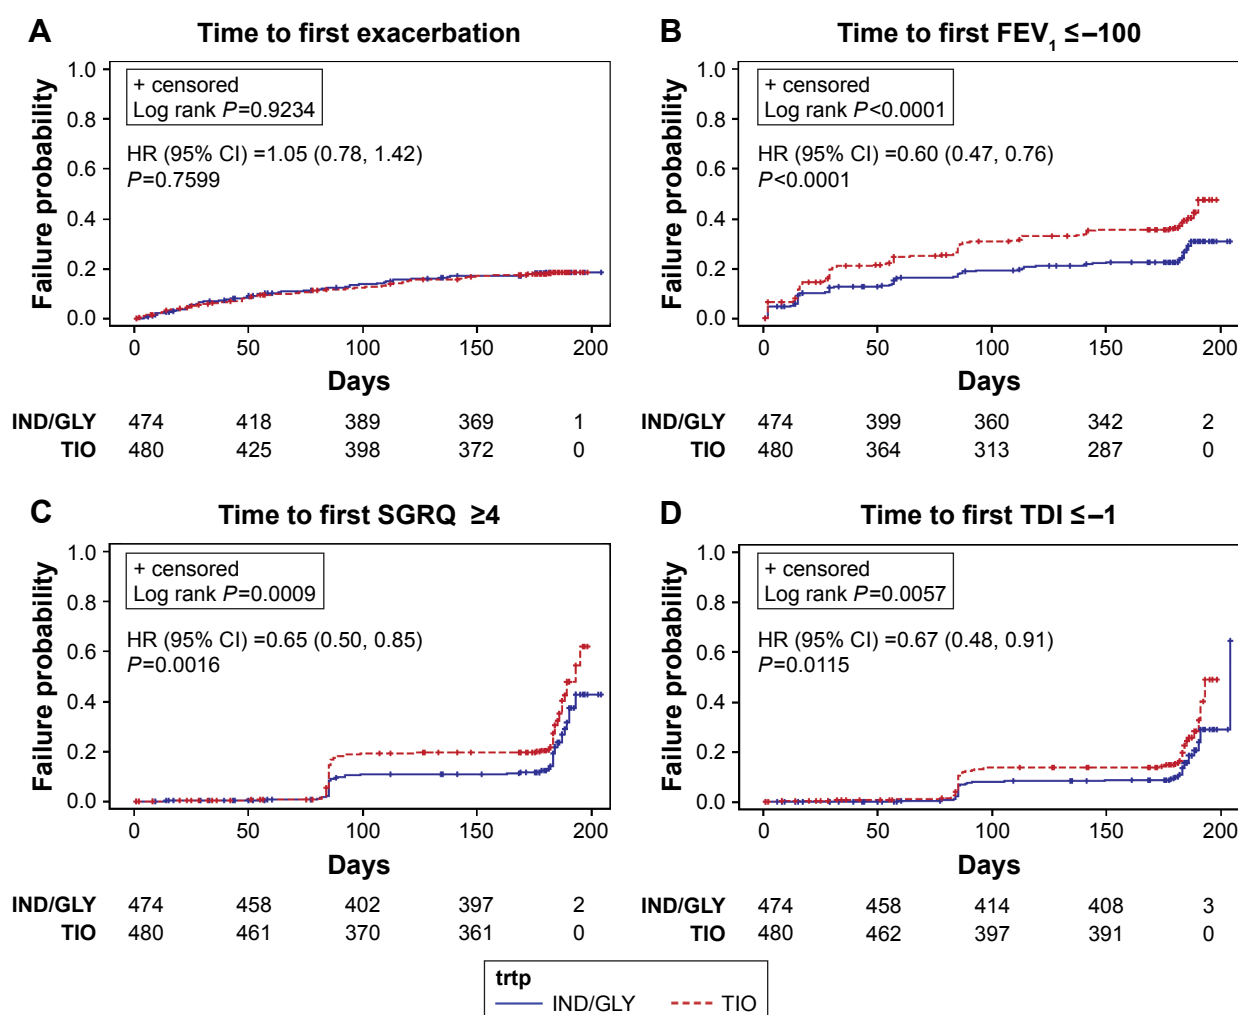 A Time to first exacerbation
Failure probability
1.0
0.8
0.6
0.4
0.2
0.0
+ censored
Log rank P=0.9234
HR (95% CI) =1.05 (0.78, 1.42)
P=0.7599
0 50 100 150 200
Days
IND/GLY 474 418 389 369 1
TIO 480 425 398 372 0
B Time to first FEV1 ≤–100
Failure probability
1.0
0.8
0.6
0.4
0.2
0.0
+ censored
Log rank P<0.0001
HR (95% CI) =0.60 (0.47, 0.76)
P<0.0001
0 50 100 150 200
Days
IND/GLY 474 399 360 342 2
TIO 480 364 313 287 0
C Time to first SGRQ ≥4
Failure probability
1.0
0.8
0.6
0.4
0.2
0.0
+ censored
Log rank P=0.0009
HR (95% CI) =0.65 (0.50, 0.85)
P=0.0016
0 50 100 150 200
Days
IND/GLY 474 458 402 397 2
TIO 480 461 370 361 0
D Time to first TDI ≤–1
Failure probability
1.0
0.8
0.6
0.4
0.2
0.0
+ censored
Log rank P=0.0057
HR (95% CI) =0.67 (0.48, 0.91)
P=0.0115
0 50 100 150 200
Days
IND/GLY 474 458 414 408 3
TIO 480 462 397 391 0
trtp
IND/GLY TIO